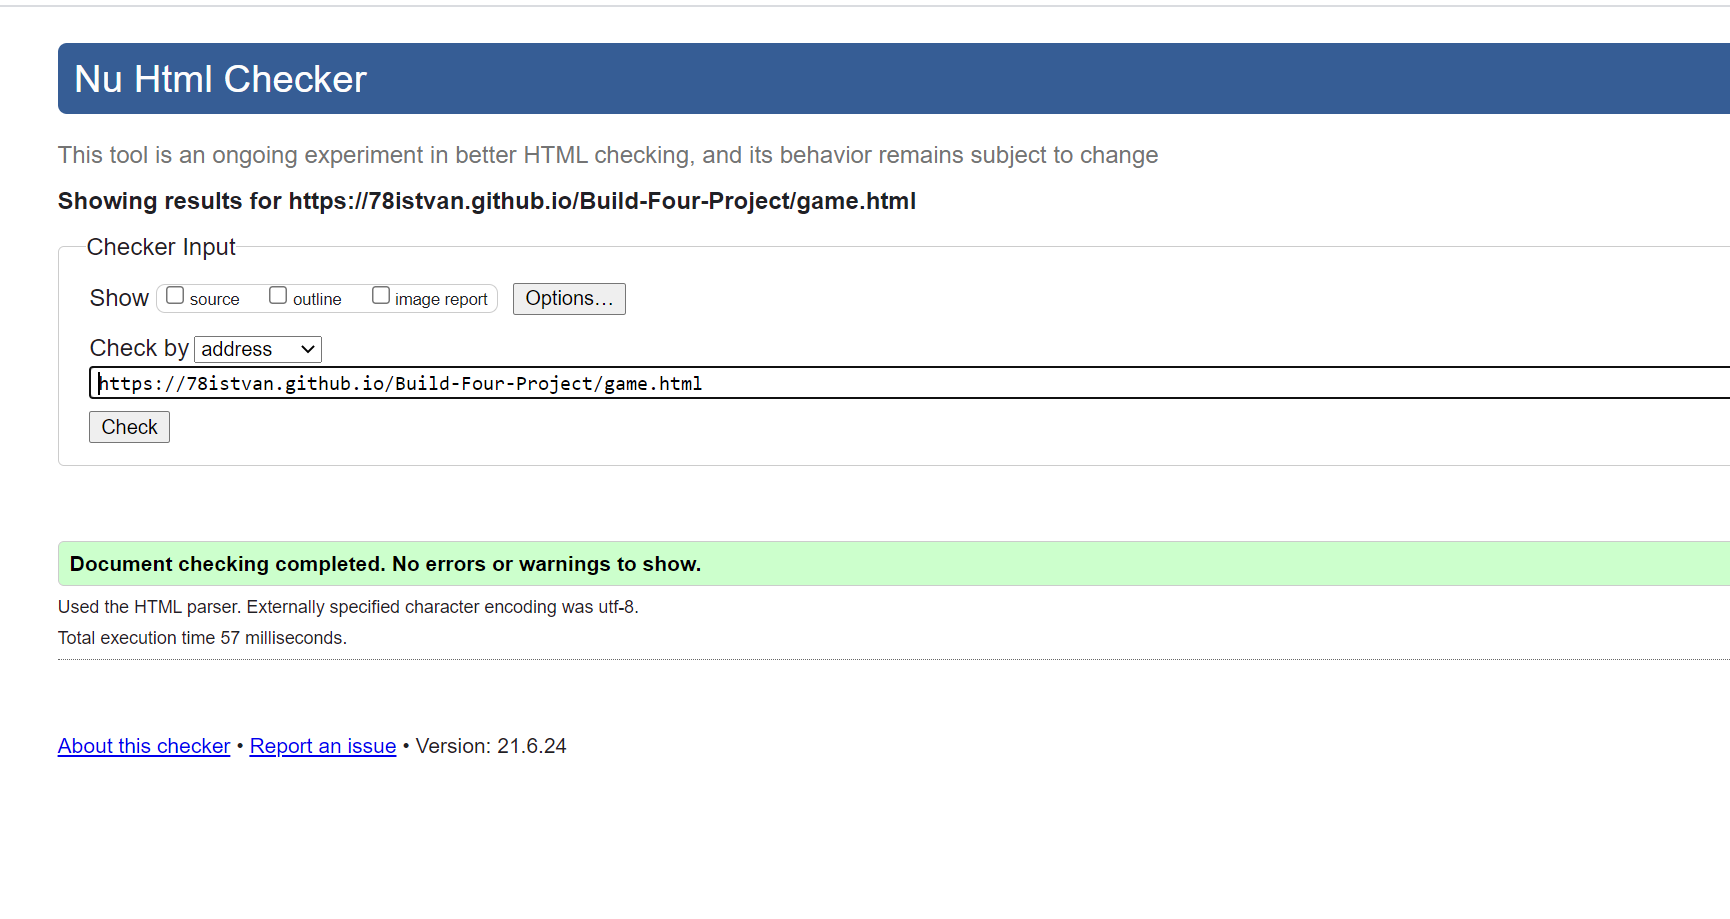 Nu Html Checker
This tool is an ongoing experiment in better HTML checking, and its behavior remains subject to change
Showing results for https://78istvan.github.io/Build-Four-Project/game.html
Checker Input
Show source outline image report Options…
Check by address
https://78istvan.github.io/Build-Four-Project/game.html
Check
Document checking completed. No errors or warnings to show.
Used the HTML parser. Externally specified character encoding was utf-8.
Total execution time 57 milliseconds.
About this checker • Report an issue • Version: 21.6.24